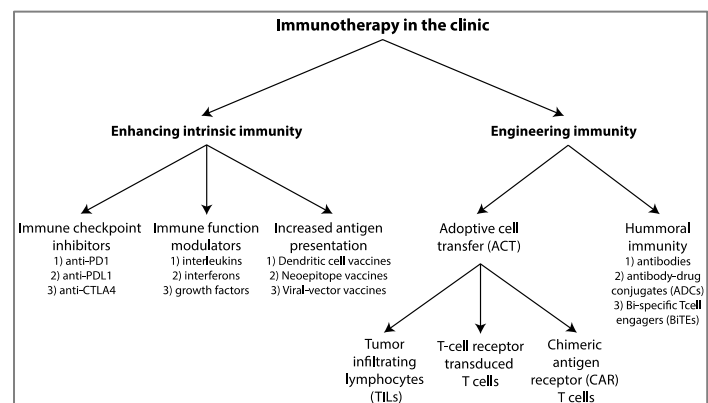 Immunotherapy in the clinic
Enhancing intrinsic immunity
Engineering immunity
Immune checkpoint
inhibitors
1) anti-PD1
2) anti-PDL1
3) anti-CTLA4
Immune function
modulators
1) interleukins
2) interferons
3) growth factors
Increased antigen
presentation
1) Dendritic cell vaccines
2) Neoepitope vaccines
3) Viral-vector vaccines
Adoptive cell
transfer (ACT)
Hummoral
immunity
1) antibodies
2) antibody-drug
conjugates (ADCs)
3) Bi-specific Tcell
engagers (BiTEs)
Tumor
infiltrating
lymphocytes
(TILs)
T-cell receptor
transduced
T cells
Chimeric
antigen
receptor (CAR)
T cells